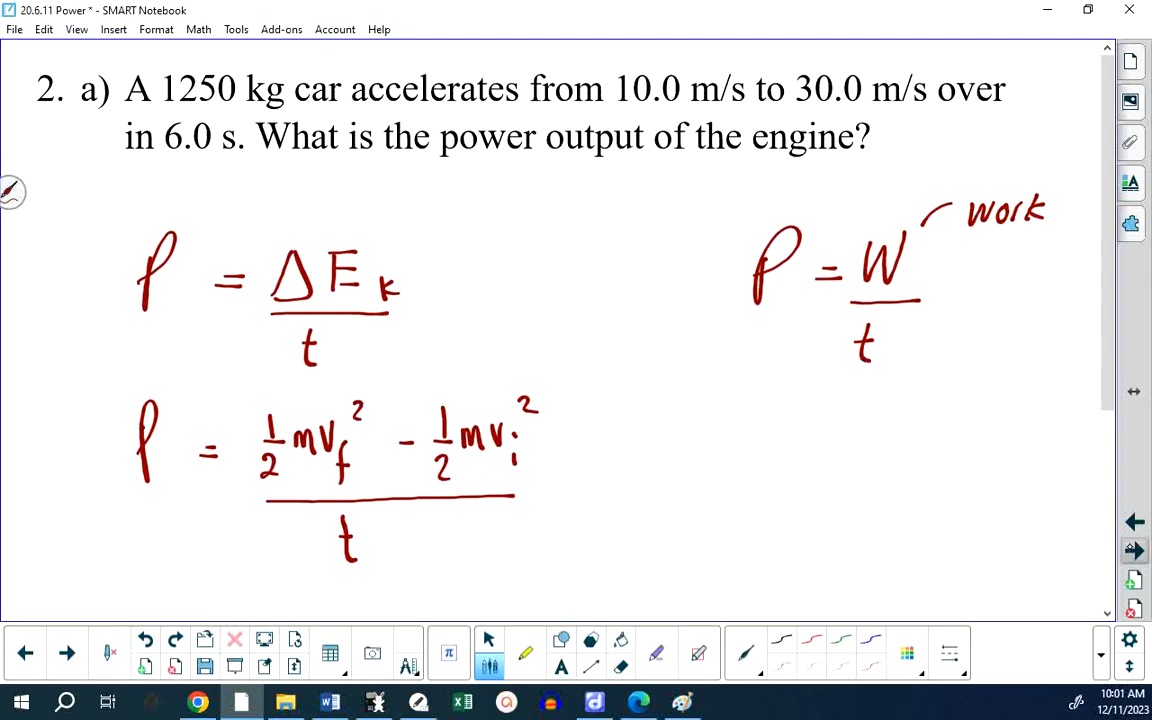 20.6.11 Power * - SMART Notebook
File Edit View Insert Format Math Tools Add-ons Account Help
2. a) A 1250 kg car accelerates from 10.0 m/s to 30.0 m/s over
in 6.0 s. What is the power output of the engine?
work
P = ΔEk / t
P = W / t
P = ½mvf² - ½mvi² / t
10:01 AM
12/11/2023